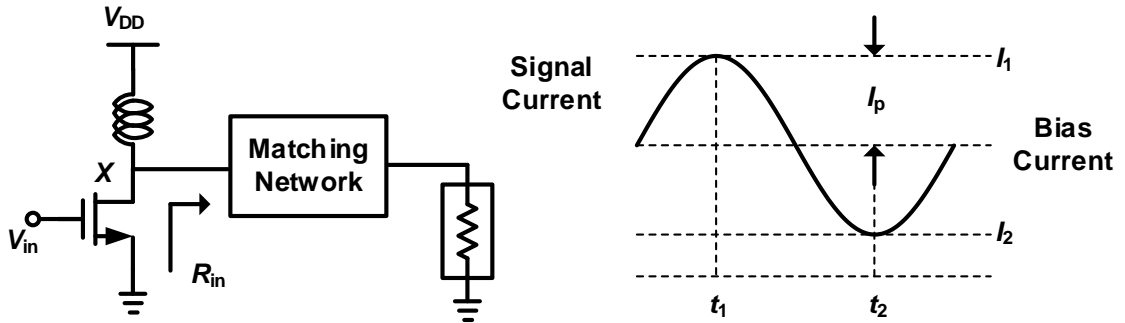 VDD
X
Vin
Rin
Matching
Network
Signal
Current
I1
Ip
Bias
Current
I2
t1
t2